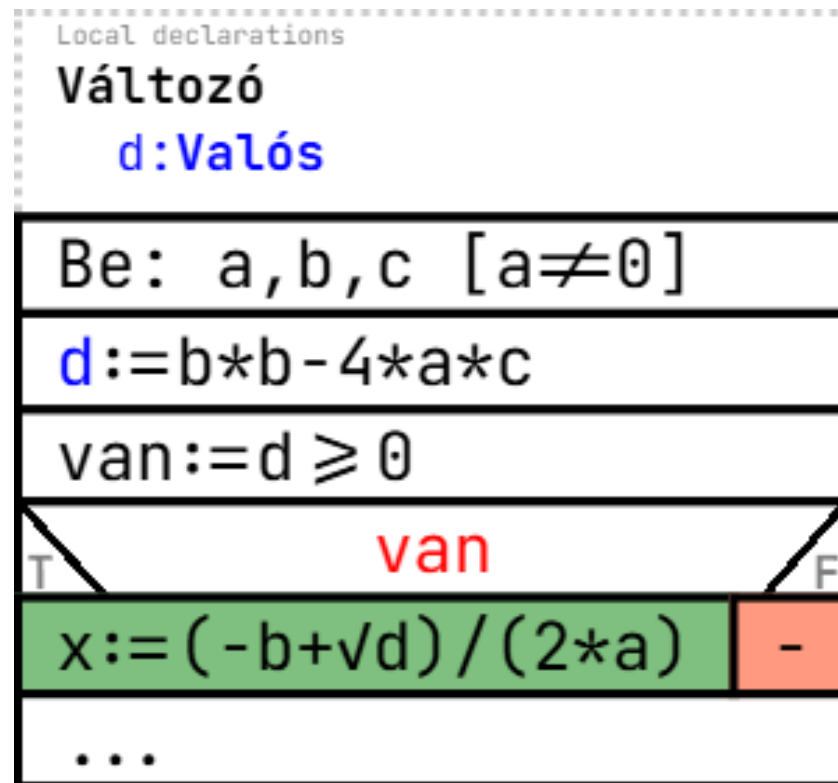 Local declarations
Változó
d:Valós
Be: a,b,c [a≠0]
d:=b*b-4*a*c
van:=d≥0
T van F
x:=(-b+√d)/(2*a) -
...